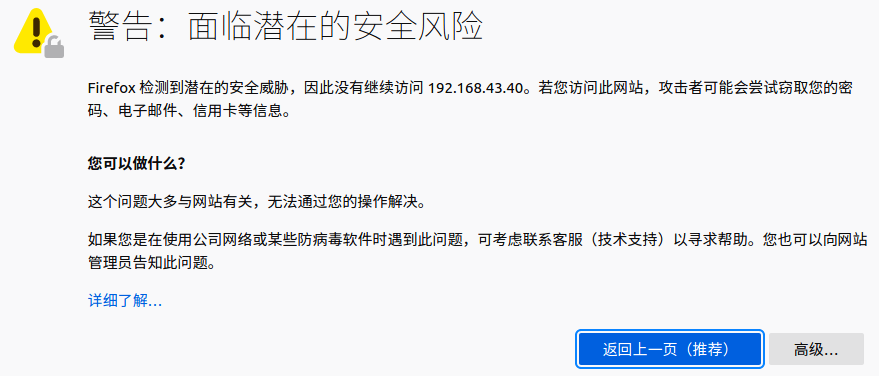 警告：面临潜在的安全风险
Firefox 检测到潜在的安全威胁，因此没有继续访问 192.168.43.40。若您访问此网站，攻击者可能会尝试窃取您的密
码、电子邮件、信用卡等信息。
您可以做什么？
这个问题大多与网站有关，无法通过您的操作解决。
如果您是在使用公司网络或某些防病毒软件时遇到此问题，可考虑联系客服（技术支持）以寻求帮助。您也可以向网站
管理员告知此问题。
详细了解…
返回上一页（推荐）
高级…